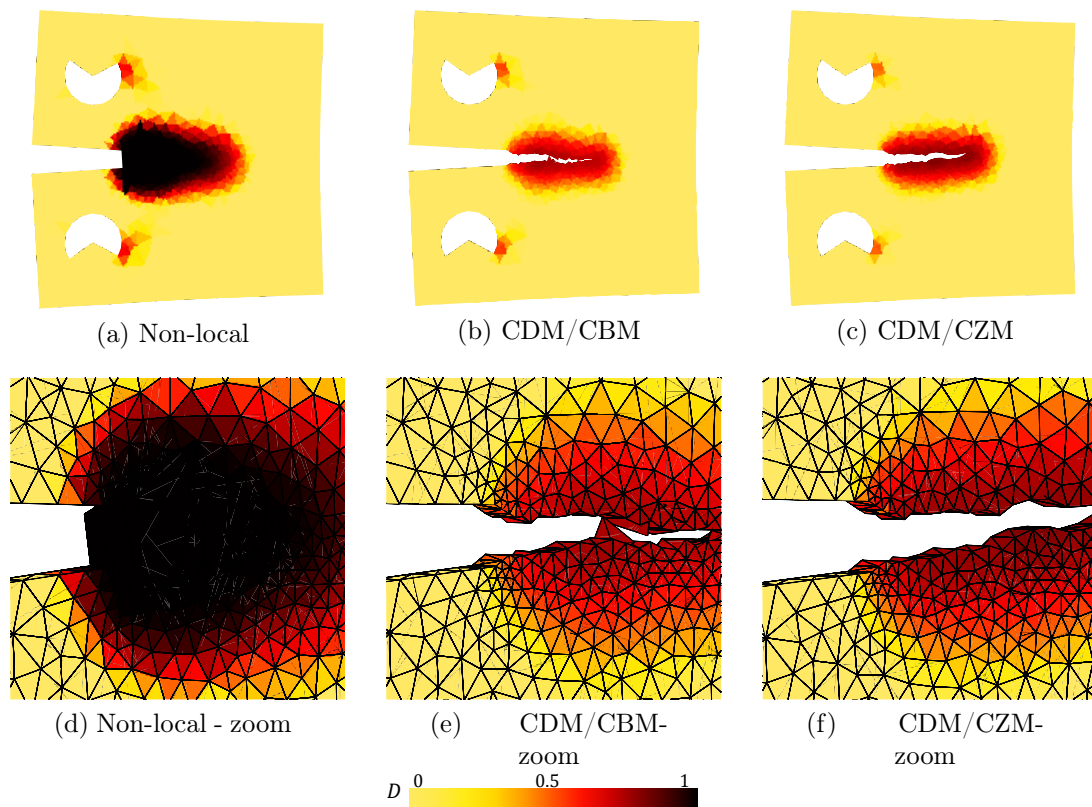 (a) Non-local
(b) CDM/CBM
(c) CDM/CZM
(d) Non-local - zoom
(e) CDM/CBM-
zoom
(f) CDM/CZM-
zoom
D 0 0.5 1